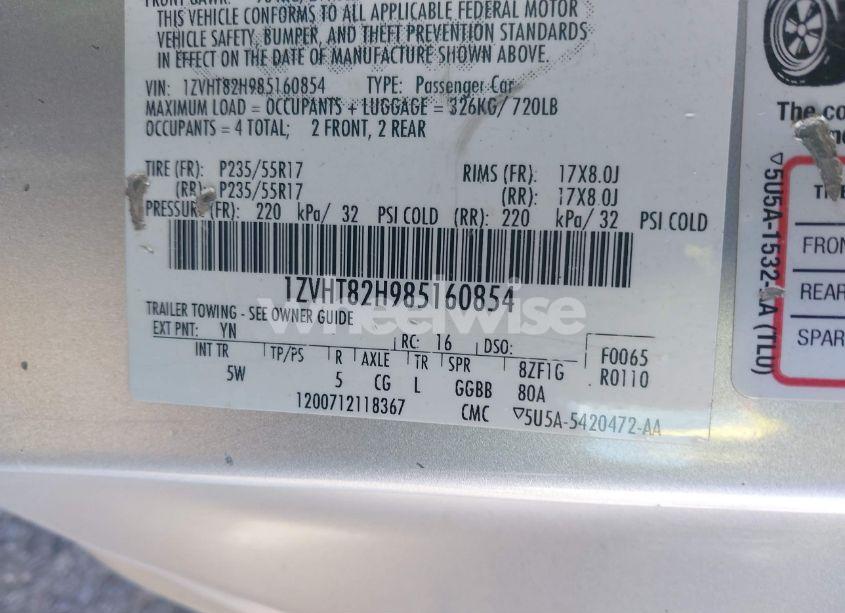 THIS VEHICLE CONFORMS TO ALL APPLICABLE FEDERAL MOTOR
VEHICLE SAFETY, BUMPER, AND THEFT PREVENTION STANDARDS
IN EFFECT ON THE DATE OF MANUFACTURE SHOWN ABOVE.
VIN: 1ZVHT82H985160854 TYPE: Passenger Car
MAXIMUM LOAD = OCCUPANTS + LUGGAGE = 326KG/ 720LB
OCCUPANTS = 4 TOTAL; 2 FRONT, 2 REAR
TIRE (FR): P235/55R17 RIMS (FR): 17X8.0J
(RR): P235/55R17 (RR): 17X8.0J
PRESSURE (FR): 220 kPa/ 32 PSI COLD (RR): 220 kPa/ 32 PSI COLD
1ZVHT82H985160854
wheelwise
TRAILER TOWING - SEE OWNER GUIDE
EXT PNT: YN RC: 16 DSO: F0065
INT TR TP/PS R AXLE TR SPR 8ZF1G R0110
5W 5 CG L GGBB 80A
1200712118367 CMC ▽5U5A-5420472-AA
The co
FRON
REAR
SPAR